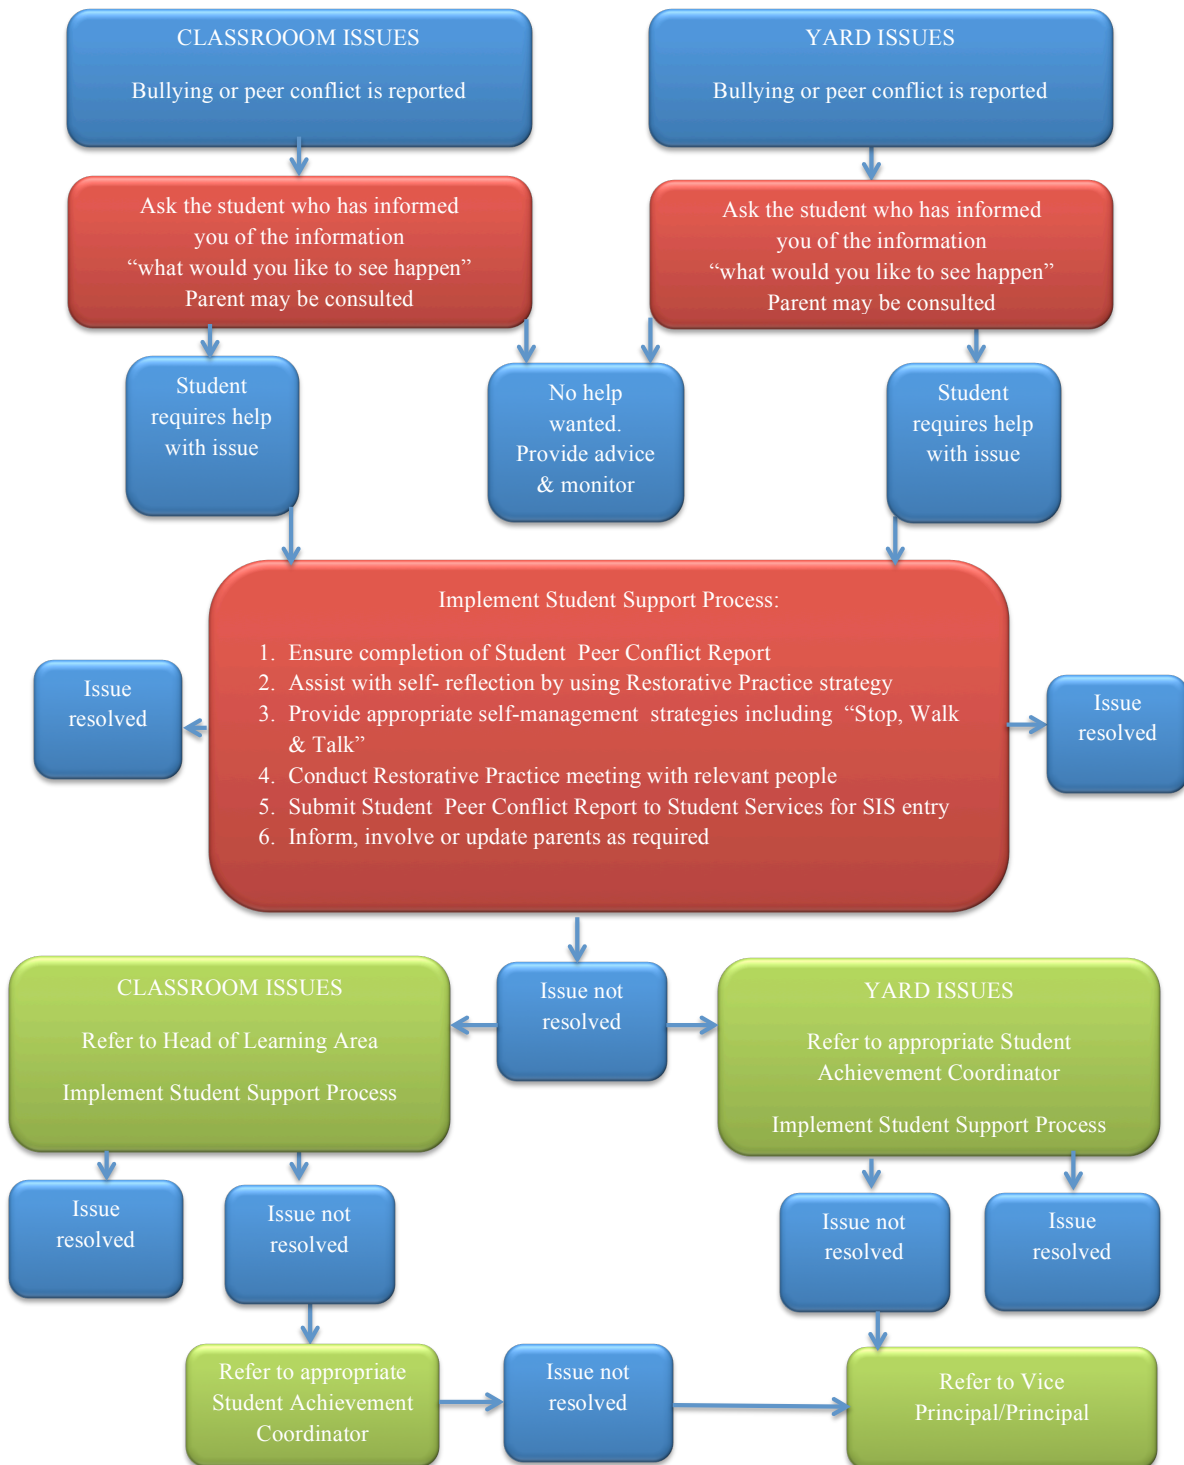 CLASSROOOM ISSUES
Bullying or peer conflict is reported
YARD ISSUES
Bullying or peer conflict is reported
Ask the student who has informed
you of the information
“what would you like to see happen”
Parent may be consulted
Ask the student who has informed
you of the information
“what would you like to see happen”
Parent may be consulted
Student
requires help
with issue
No help
wanted.
Provide advice
& monitor
Student
requires help
with issue
Implement Student Support Process:
1. Ensure completion of Student Peer Conflict Report
2. Assist with self- reflection by using Restorative Practice strategy
3. Provide appropriate self-management strategies including “Stop, Walk
& Talk”
4. Conduct Restorative Practice meeting with relevant people
5. Submit Student Peer Conflict Report to Student Services for SIS entry
6. Inform, involve or update parents as required
Issue
resolved
Issue
resolved
CLASSROOM ISSUES
Refer to Head of Learning Area
Implement Student Support Process
Issue not
resolved
YARD ISSUES
Refer to appropriate Student
Achievement Coordinator
Implement Student Support Process
Issue
resolved
Issue not
resolved
Issue not
resolved
Issue
resolved
Refer to appropriate
Student Achievement
Coordinator
Issue not
resolved
Refer to Vice
Principal/Principal